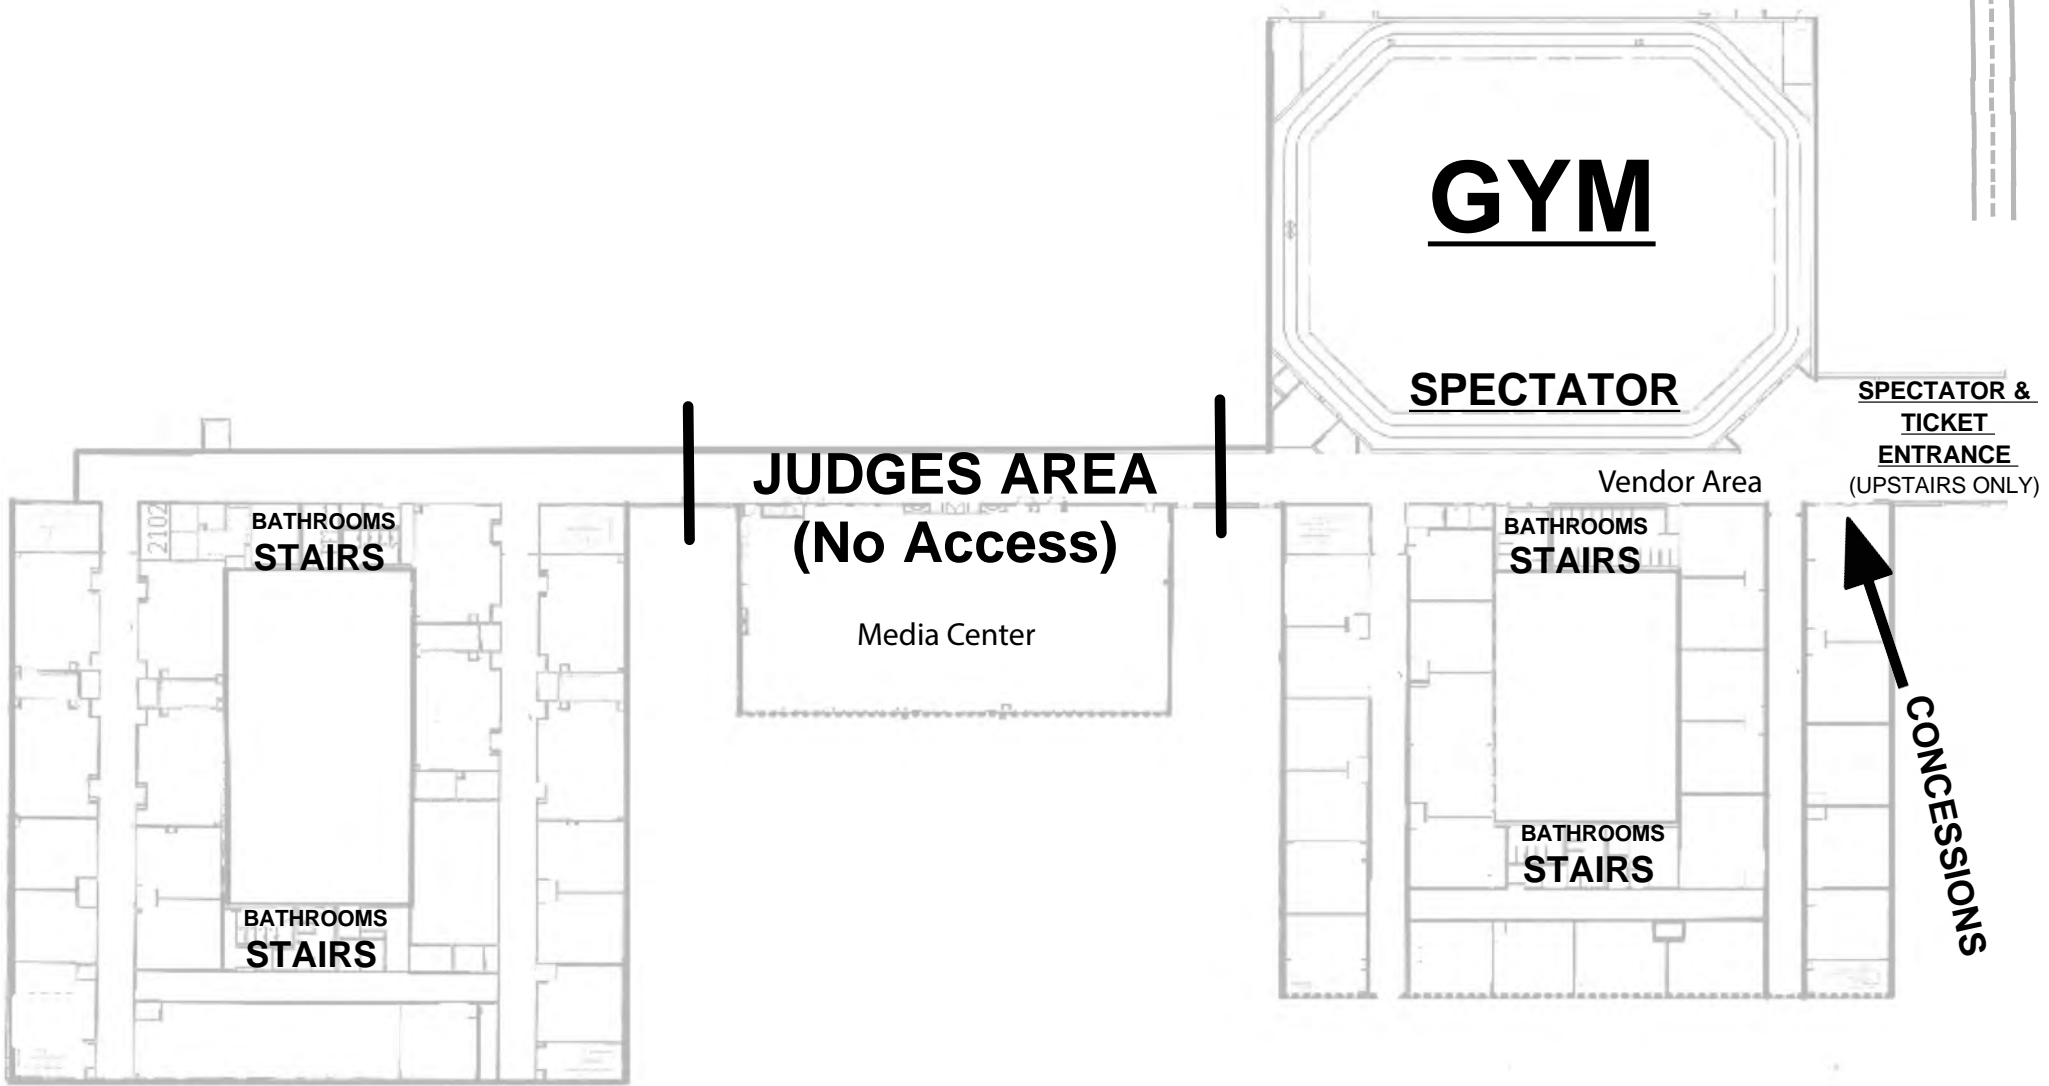 GYM
SPECTATOR
SPECTATOR &
TICKET
ENTRANCE
(UPSTAIRS ONLY)
JUDGES AREA
(No Access)
Vendor Area
2102
BATHROOMS
STAIRS
BATHROOMS
STAIRS
Media Center
CONCESSIONS
BATHROOMS
STAIRS
BATHROOMS
STAIRS